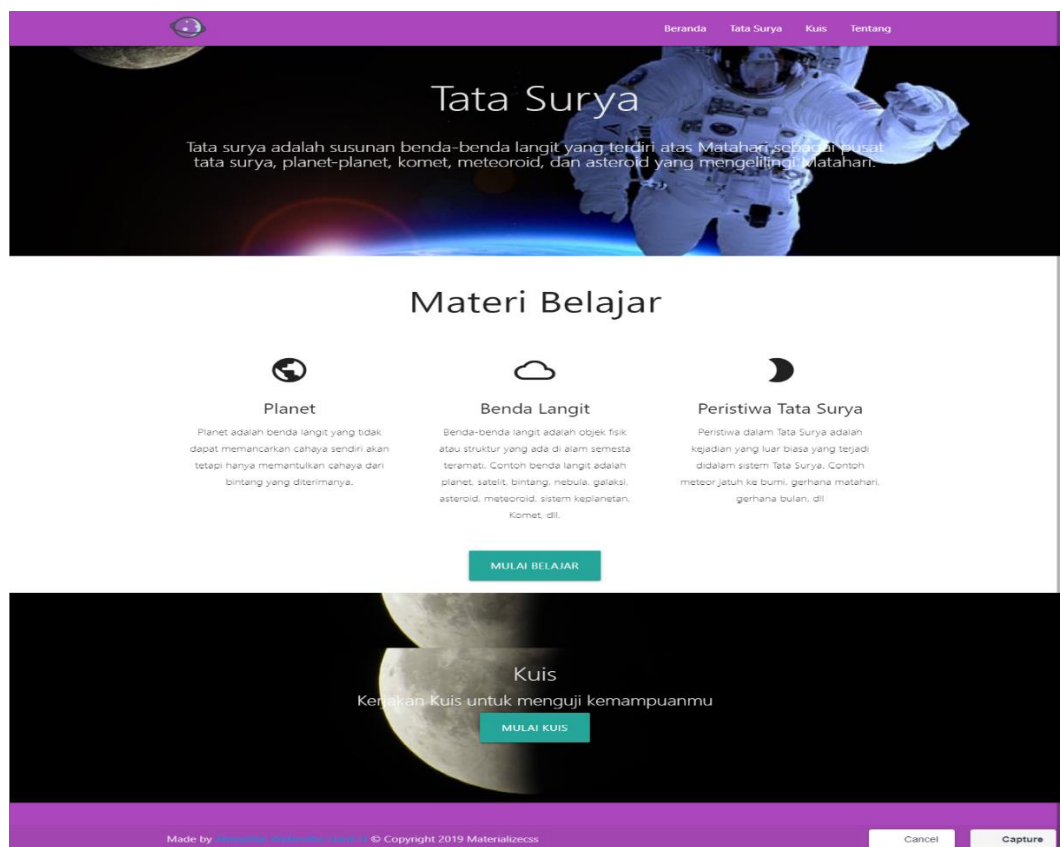 Beranda Tata Surya Kuis Tentang
Tata Surya
Tata surya adalah susunan benda-benda langit yang terdiri atas Matahari sebagai pusat
tata surya, planet-planet, komet, meteoroid, dan asteroid yang mengelilingi Matahari.
Materi Belajar
Planet
Planet adalah benda langit yang tidak
dapat memancarkan cahaya sendiri akan
tetapi hanya memantulkan cahaya dari
bintang yang diterimanya.
Benda Langit
Benda-benda langit adalah objek fisik
atau struktur yang ada di alam semesta
teramati. Contoh benda langit adalah
planet, satelit, bintang, nebula, galaksi,
asteroid, meteoroid, sistem keplanetan,
Komet, dll.
Peristiwa Tata Surya
Peristiwa dalam Tata Surya adalah
kejadian yang luar biasa yang terjadi
didalam sistem Tata Surya. Contoh
meteor jatuh ke bumi, gerhana matahari,
gerhana bulan, dll
MULAI BELAJAR
Kuis
Kerjakan Kuis untuk menguji kemampuanmu
MULAI KUIS
Made by © Copyright 2019 Materializecss
Cancel Capture